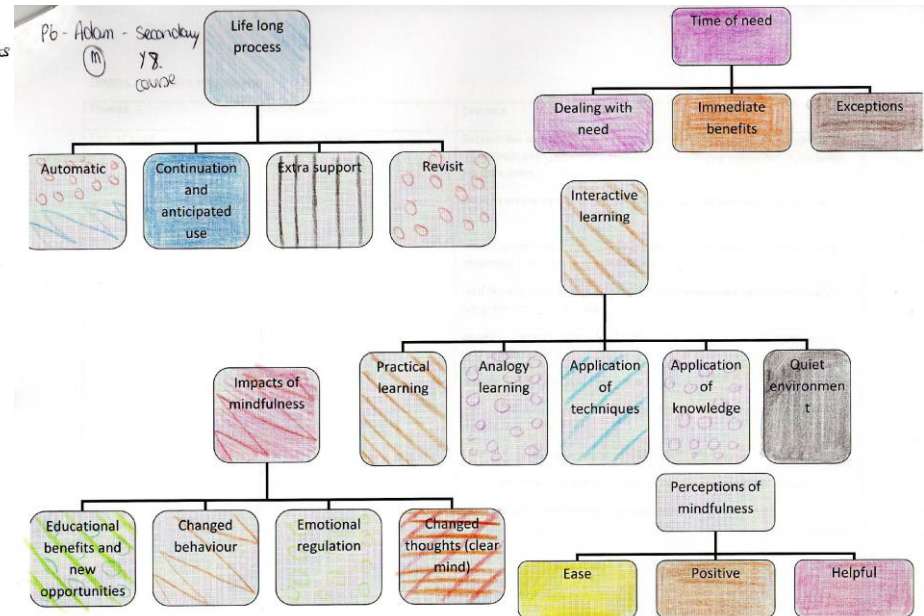 P6 - Adam - Secondary
(m) Y8.
course
Life long
process
Automatic
Continuation
and
anticipated
use
Extra support
Revisit
Time of need
Dealing with
need
Immediate
benefits
Exceptions
Interactive
learning
Practical
learning
Analogy
learning
Application
of
techniques
Application
of
knowledge
Quiet
environmen
t
Impacts of
mindfulness
Educational
benefits and
new
opportunities
Changed
behaviour
Emotional
regulation
Changed
thoughts (clear
mind)
Perceptions of
mindfulness
Ease
Positive
Helpful